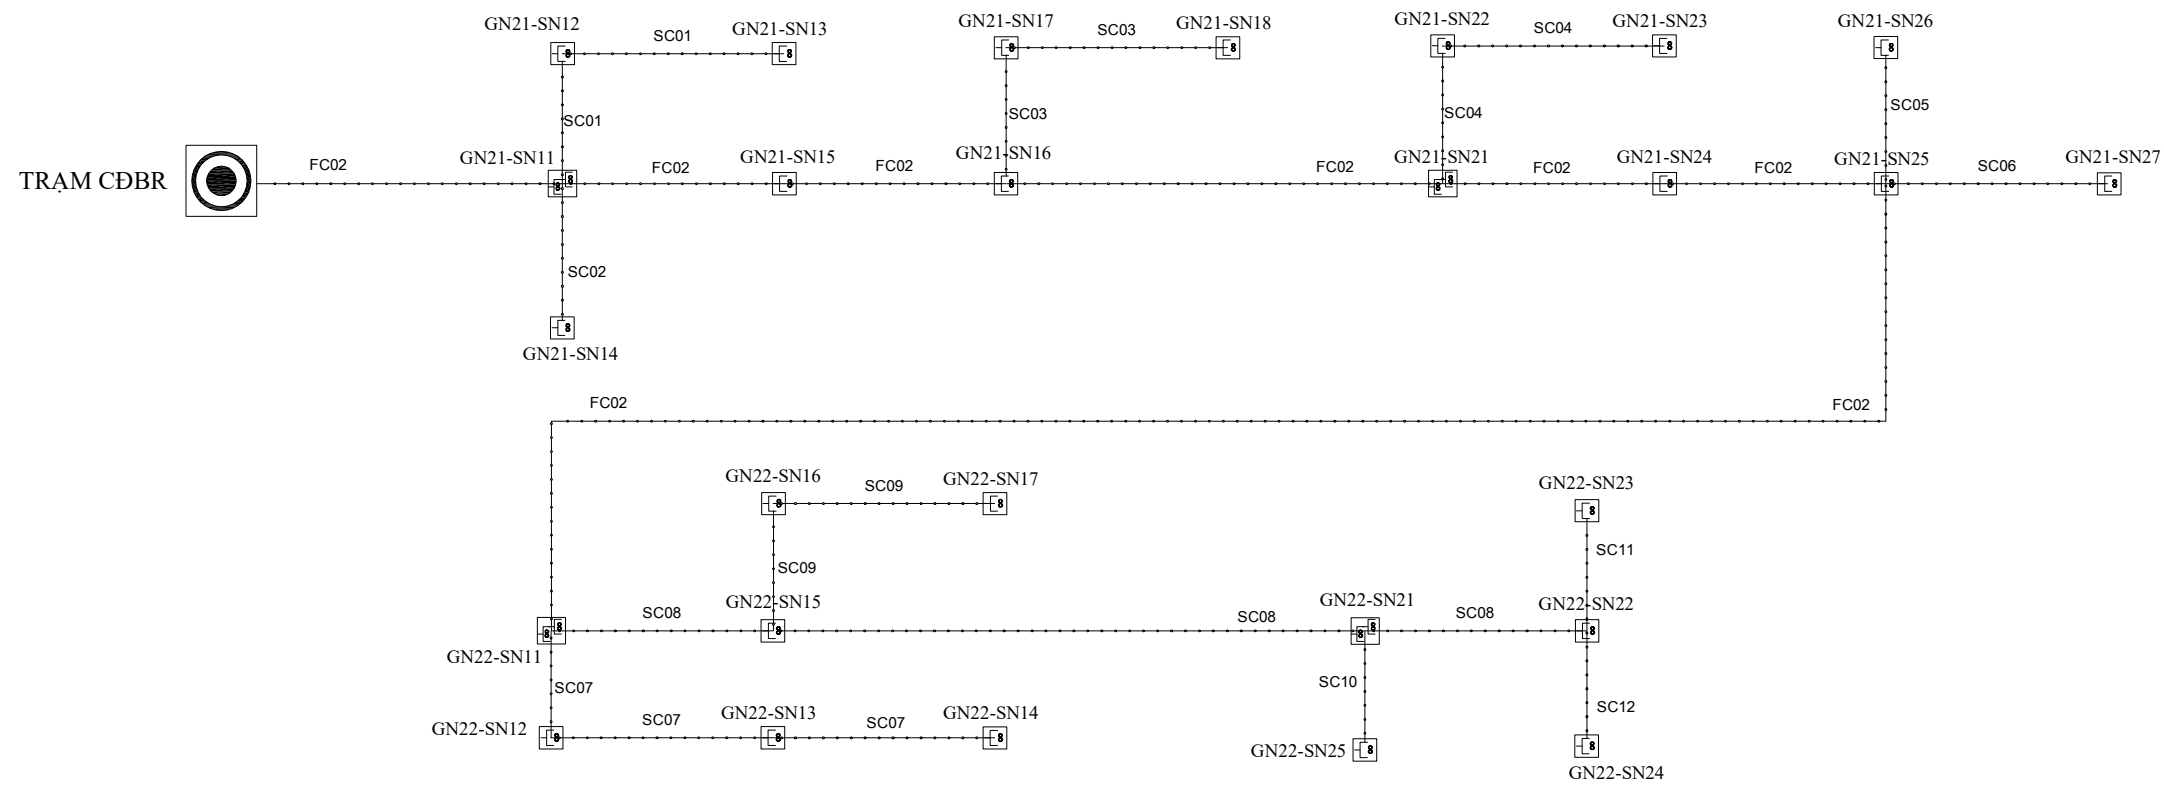 GN21-SN12
SC01
GN21-SN13
GN21-SN17
SC03
GN21-SN18
GN21-SN22
SC04
GN21-SN23
GN21-SN26
SC01
SC03
SC04
SC05
TRẠM CĐBR
FC02
GN21-SN11
FC02
GN21-SN15
FC02
GN21-SN16
FC02
GN21-SN21
FC02
GN21-SN24
FC02
GN21-SN25
SC06
GN21-SN27
SC02
GN21-SN14
FC02
FC02
GN22-SN16
SC09
GN22-SN17
GN22-SN23
SC09
SC11
GN22-SN11
SC08
GN22-SN15
SC08
GN22-SN21
SC08
GN22-SN22
SC07
SC10
SC12
GN22-SN12
SC07
GN22-SN13
SC07
GN22-SN14
GN22-SN25
GN22-SN24